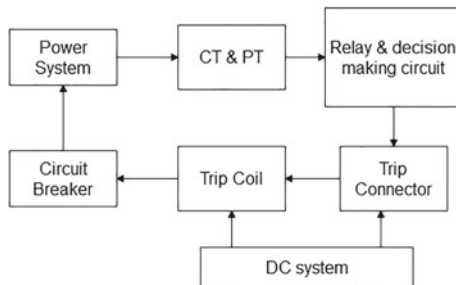 Power
System
CT & PT
Relay & decision
making circuit
Circuit
Breaker
Trip Coil
Trip
Connector
DC system